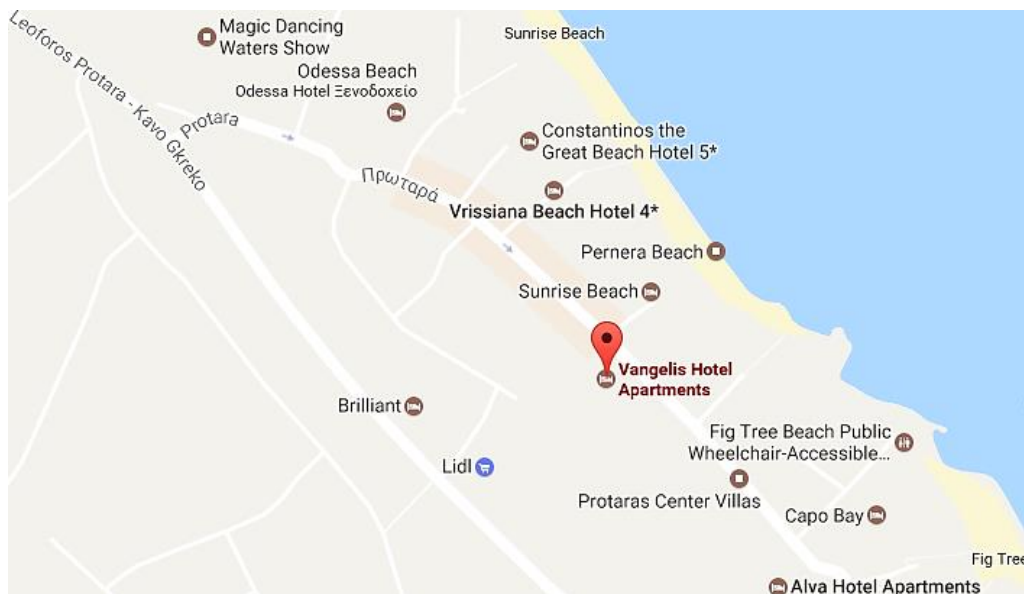 Leoforos Protara - Kavo Gkreko
Magic Dancing
Waters Show
Sunrise Beach
Odessa Beach
Odessa Hotel Ξενοδοχείο
Protara
Constantinos the
Great Beach Hotel 5*
Πρωταρά
Vrissiana Beach Hotel 4*
Pernera Beach
Sunrise Beach
Vangelis Hotel
Apartments
Brilliant
Fig Tree Beach Public
Wheelchair-Accessible...
Lidl
Protaras Center Villas
Capo Bay
Fig Tree
Alva Hotel Apartments